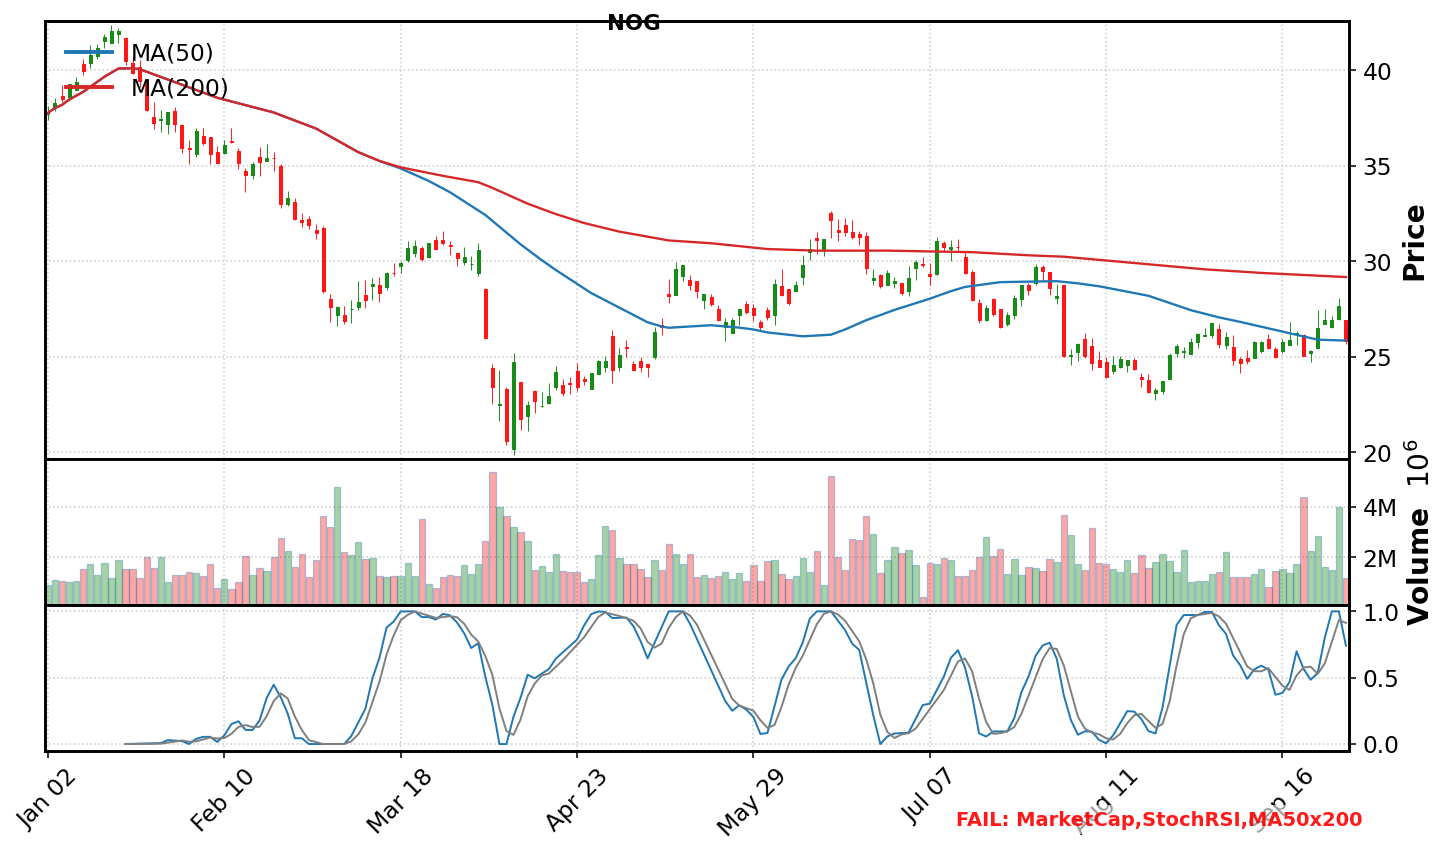 NOG
MA(50)
MA(200)
40
35
30
25
20
Price
10^6
4M
2M
Volume
1.0
0.5
0.0
Jan 02
Feb 10
Mar 18
Apr 23
May 29
Jul 07
Aug 11
Sep 16
FAIL: MarketCap,StochRSI,MA50x200